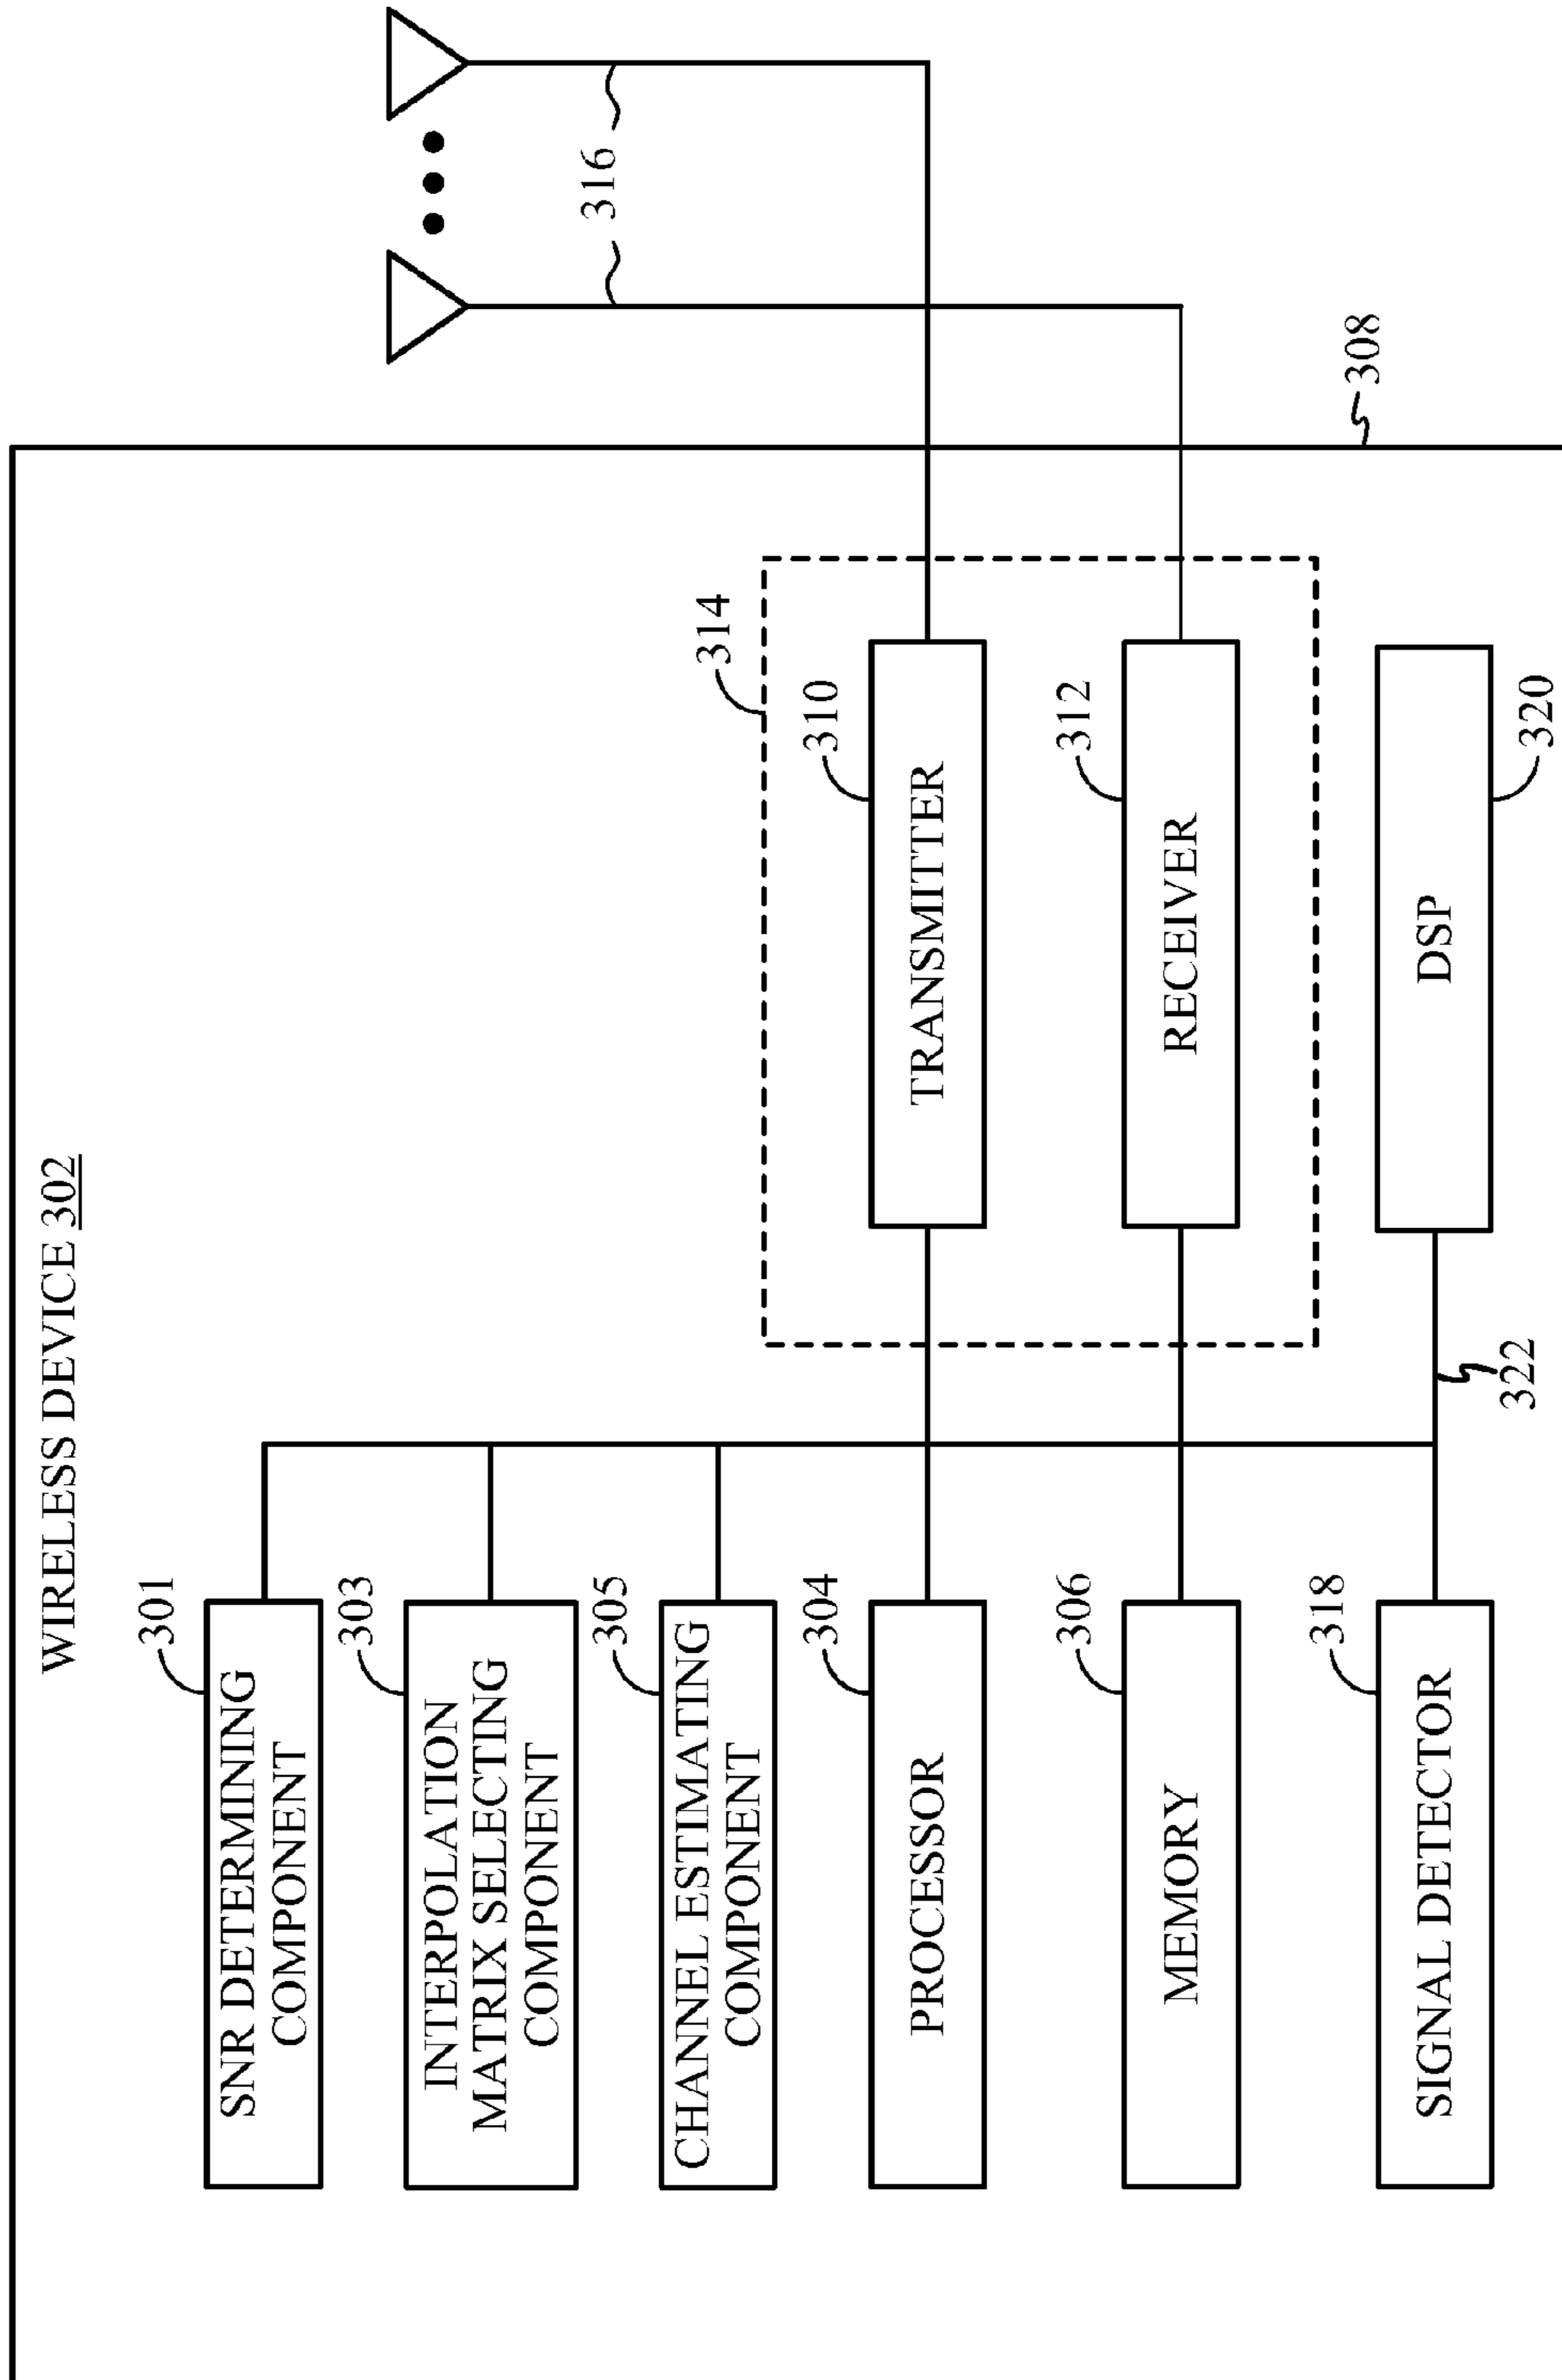 WIRELESS DEVICE 302
301
SNR DETERMINING
COMPONENT
303
INTERPOLATION
MATRIX SELECTING
COMPONENT
305
CHANNEL ESTIMATING
COMPONENT
304
PROCESSOR
306
MEMORY
318
SIGNAL DETECTOR
314
310
TRANSMITTER
312
RECEIVER
DSP
320
322
316
308